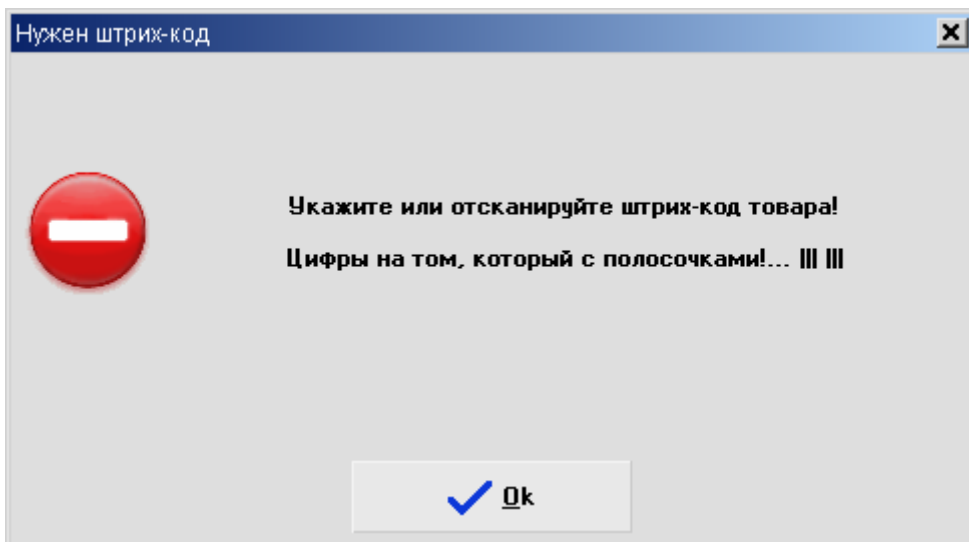 Нужен штрих-код
Укажите или отсканируйте штрих-код товара!
Цифры на том, который с полосочками!... ||| |||
Ok